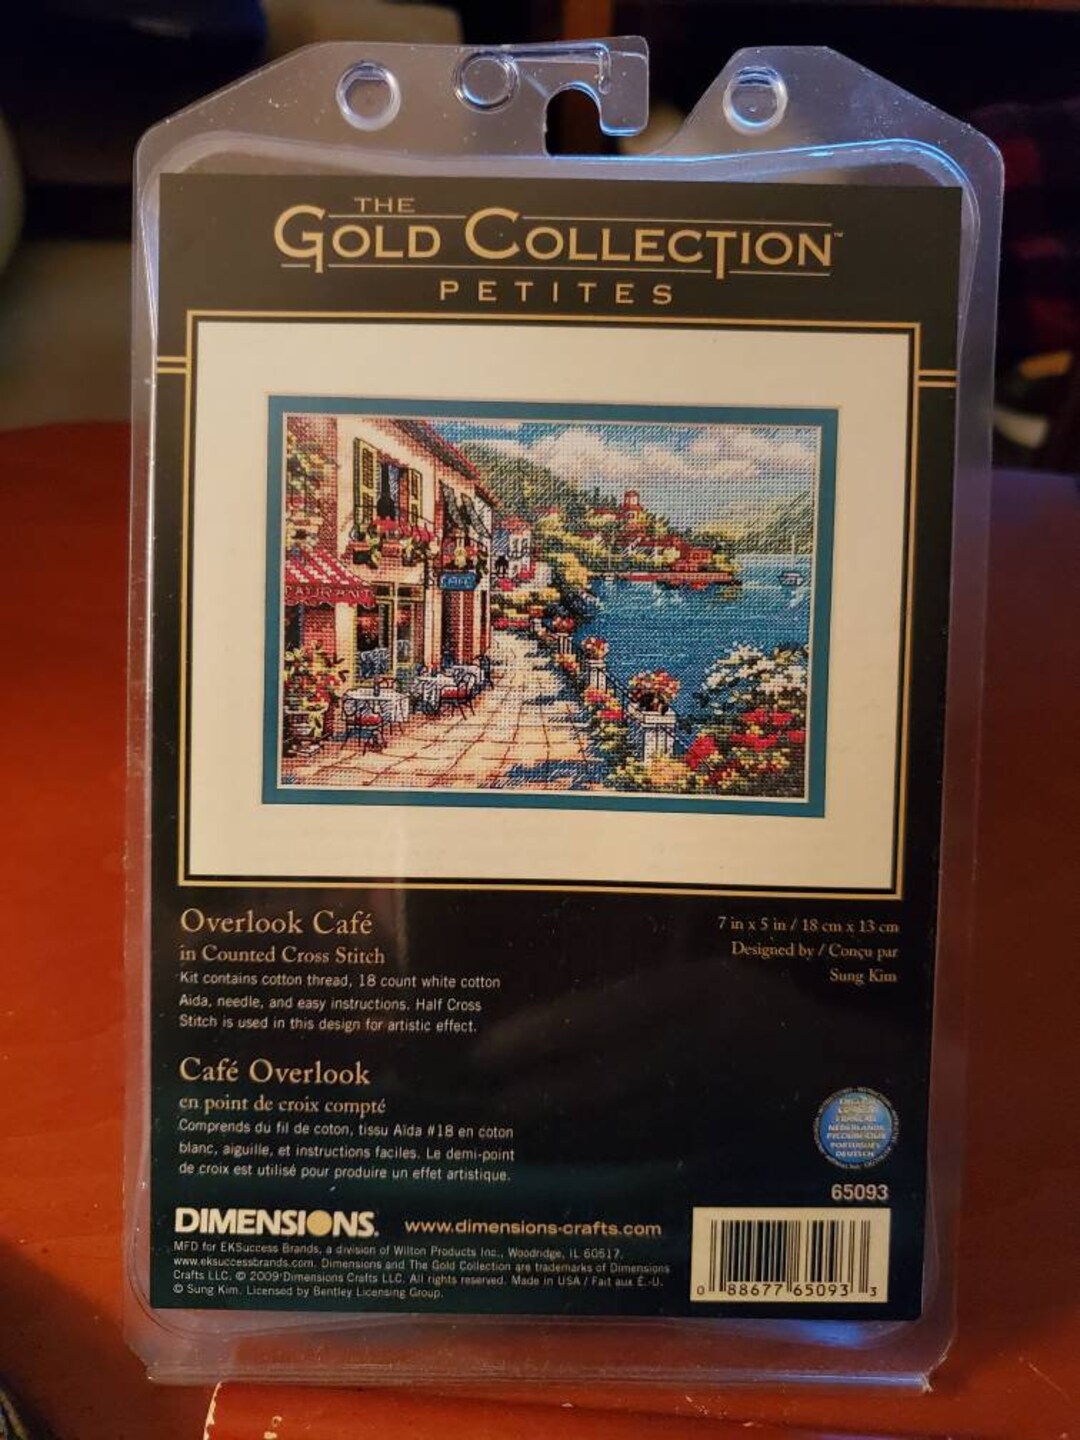 THE
GOLD COLLECTION™
PETITES
CAFE
Overlook Café
in Counted Cross Stitch
Kit contains cotton thread, 18 count white cotton
Aida, needle, and easy instructions. Half Cross
Stitch is used in this design for artistic effect.
7 in x 5 in / 18 cm x 13 cm
Designed by / Conçu par
Sung Kim
Café Overlook
en point de croix compté
Comprends du fil de coton, tissu Aida #18 en coton
blanc, aiguille, et instructions faciles. Le demi-point
de croix est utilisé pour produire un effet artistique.
ENGLISH
ESPAÑOL
FRANÇAIS
NEDERLANDS
PORTUGUÊS
DEUTSCH
65093
DIMENSIONS® www.dimensions-crafts.com
MFD for EKSuccess Brands, a division of Wilton Products Inc., Woodridge, IL 60517.
www.eksuccessbrands.com. Dimensions and The Gold Collection are trademarks of Dimensions
Crafts LLC. © 2009 Dimensions Crafts LLC. All rights reserved. Made in USA / Fait aux É.-U.
© Sung Kim. Licensed by Bentley Licensing Group.
0 88677 65093 3